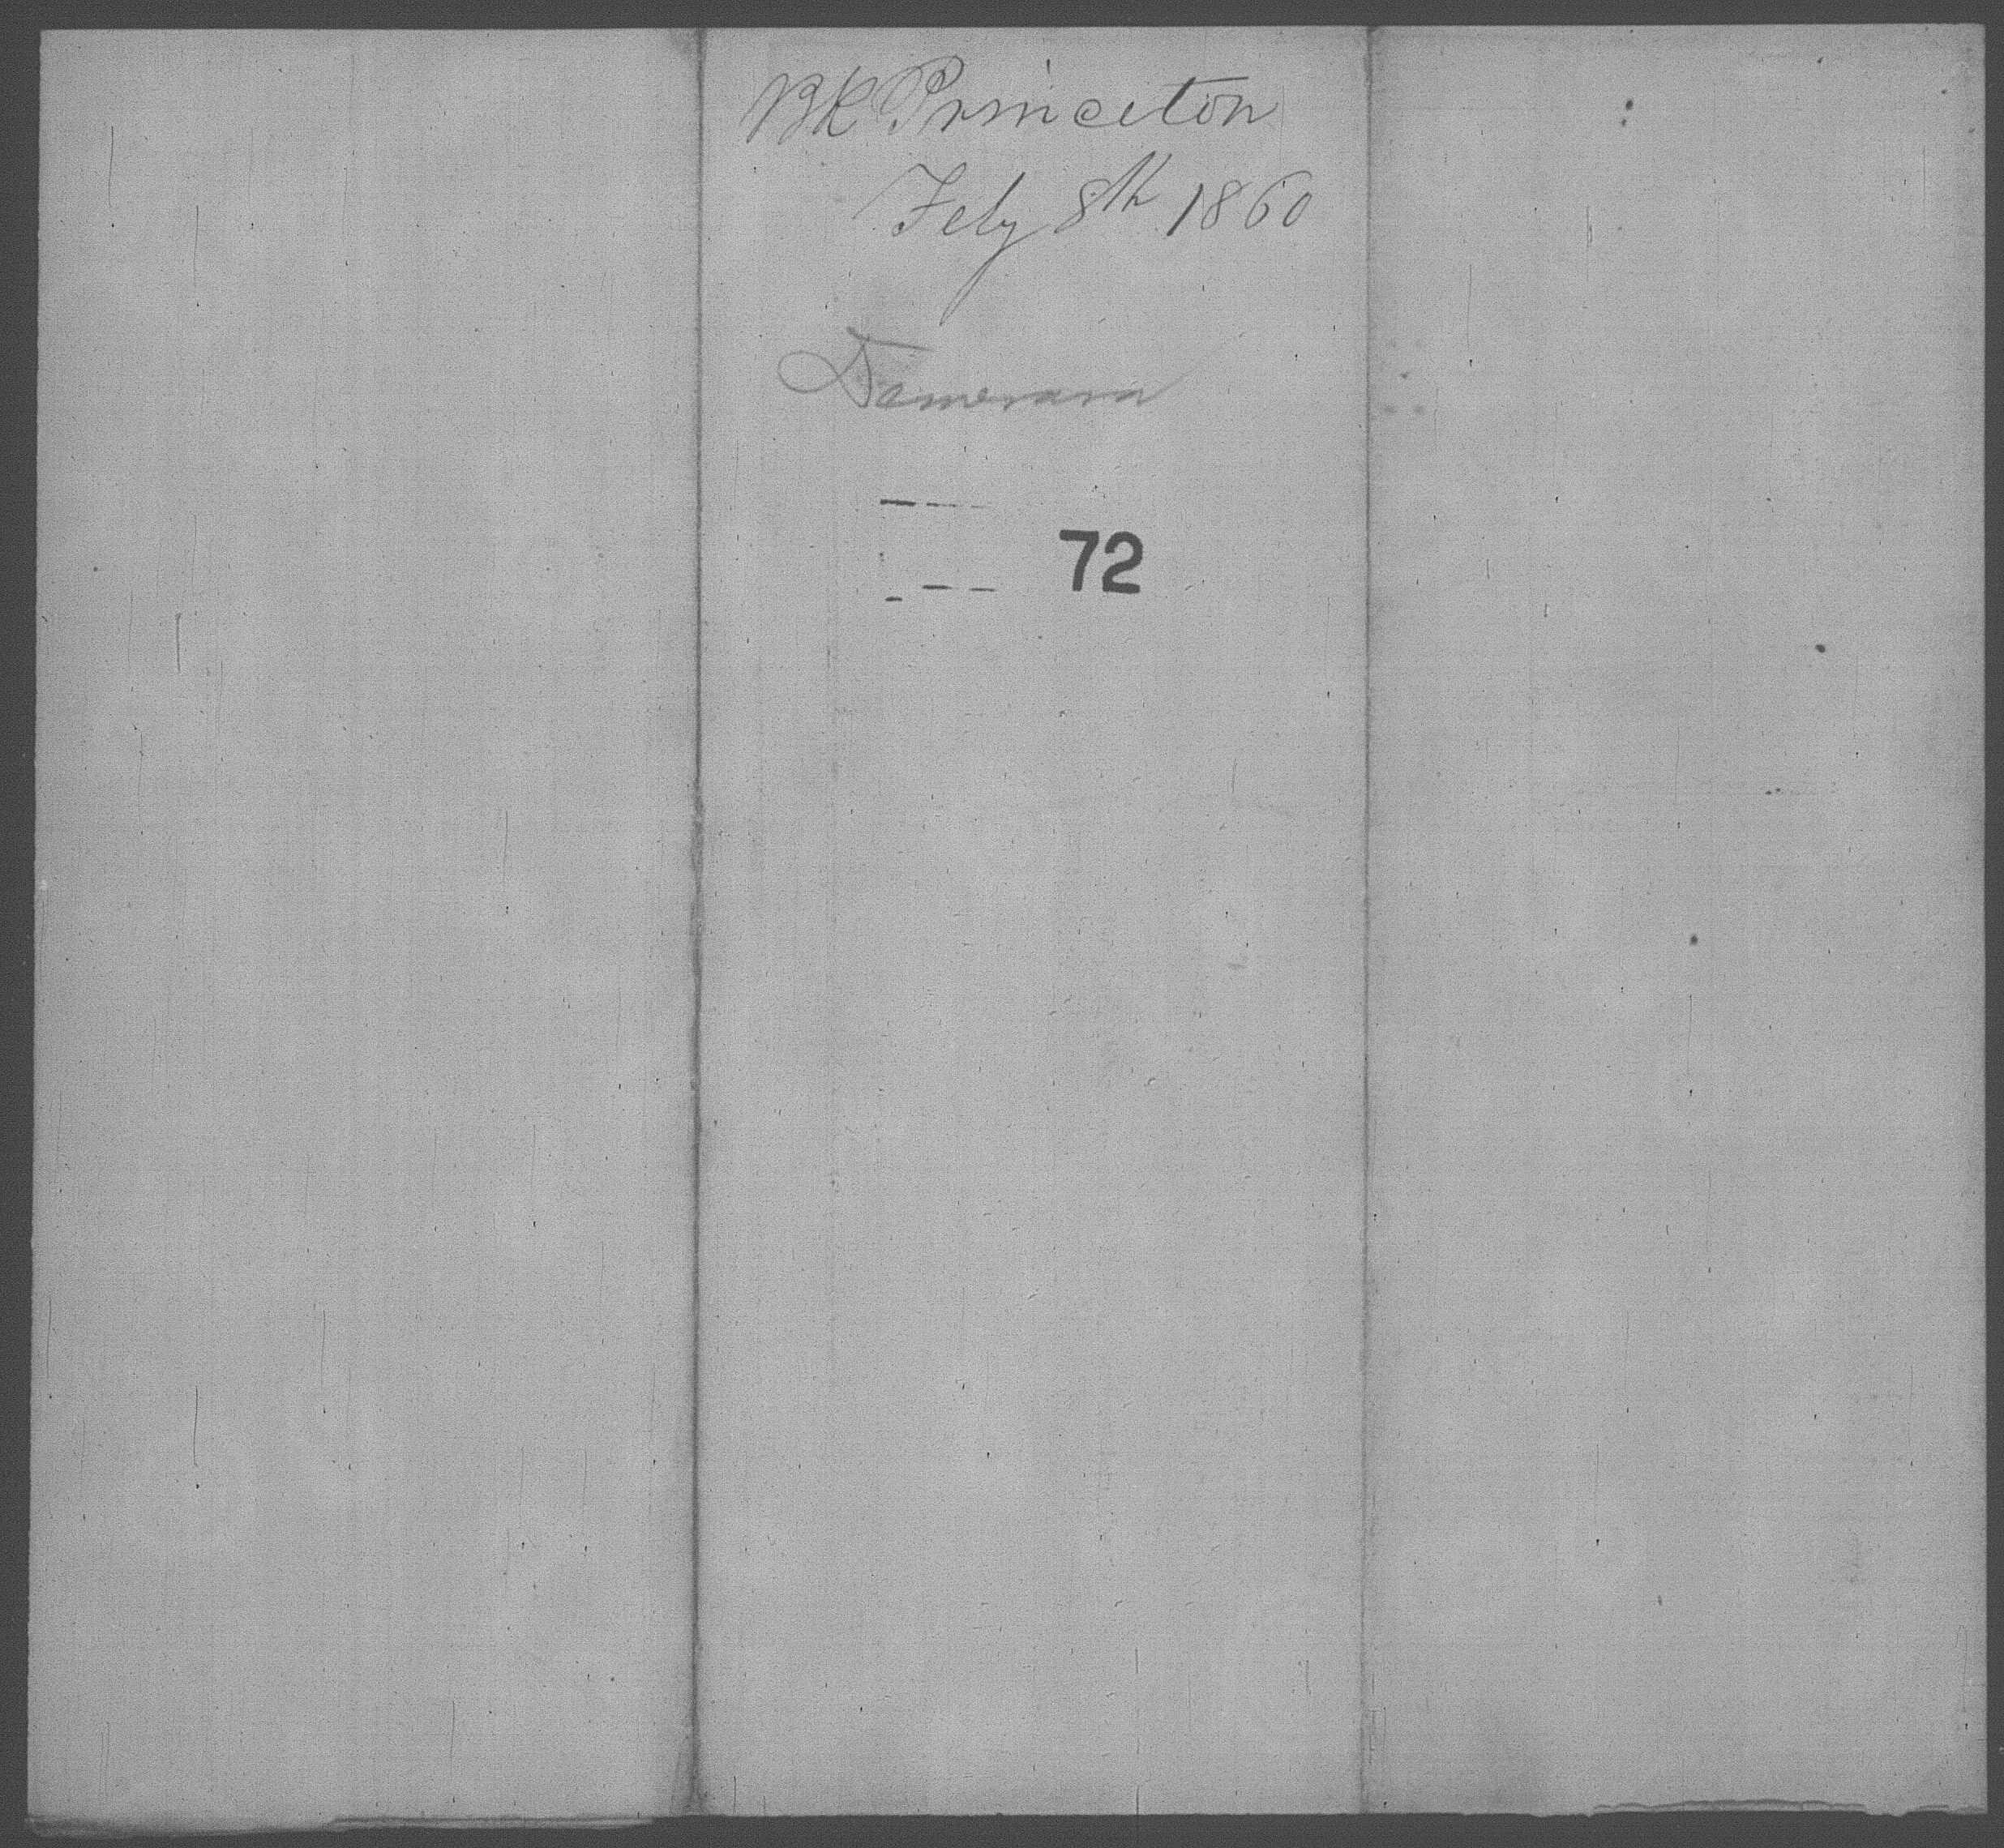 Bk Princeton
Feby 8th 1860
Demerara
72